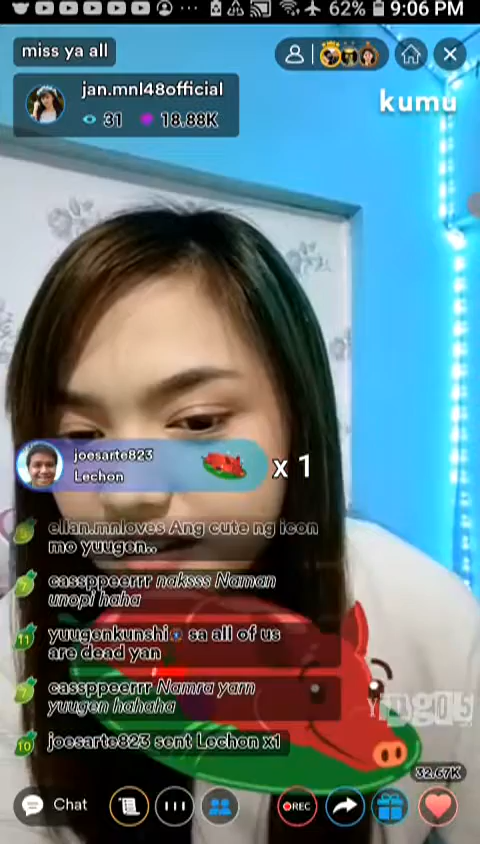 62% 9:06 PM
miss ya all
jan.mnl48official
31 18.88K
kumu
joesarte823
Lechon
x 1
ellan.mnloves Ang cute ng icon
mo yuugen..
7 cassppeerrr naksss Naman
unopi haha
11 yuugenkunshi sa all of us
are dead yan
7 cassppeerrr Namra yarn
yuugen hahaha
10 joesarte823 sent Lechon x1
32.67K
Chat
REC